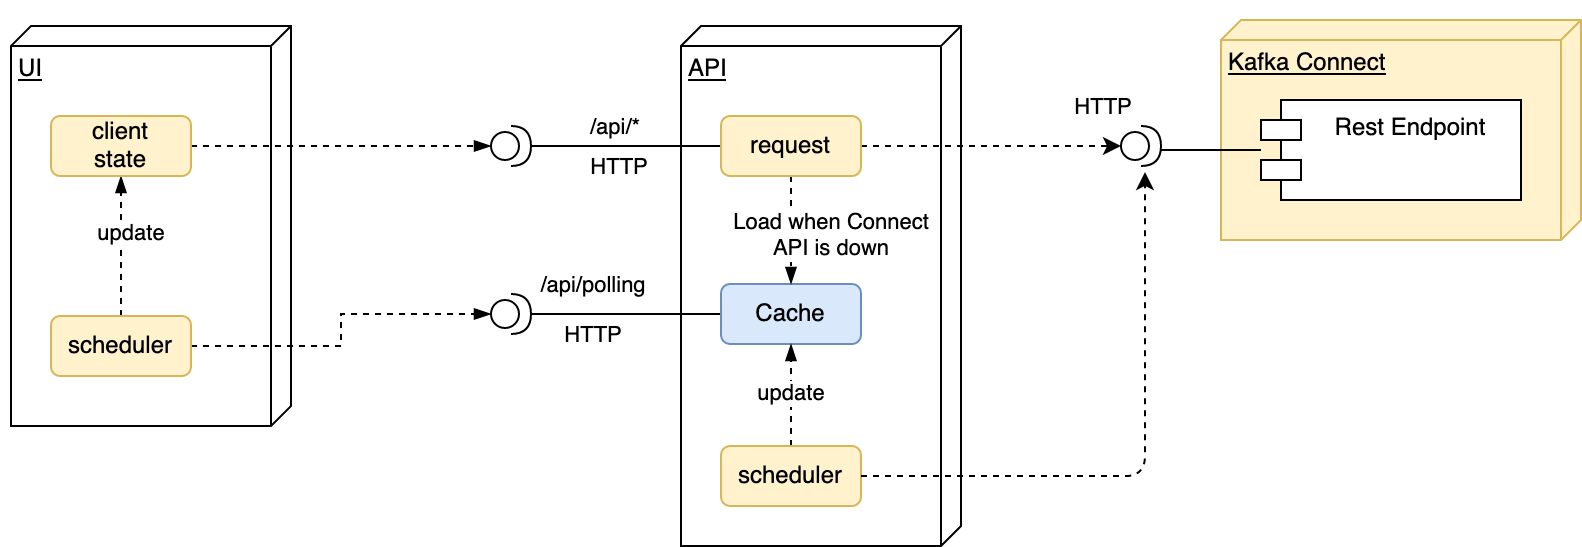 UI
client
state
update
scheduler
/api/*
HTTP
/api/polling
HTTP
API
request
Load when Connect
API is down
Cache
update
scheduler
HTTP
Kafka Connect
Rest Endpoint